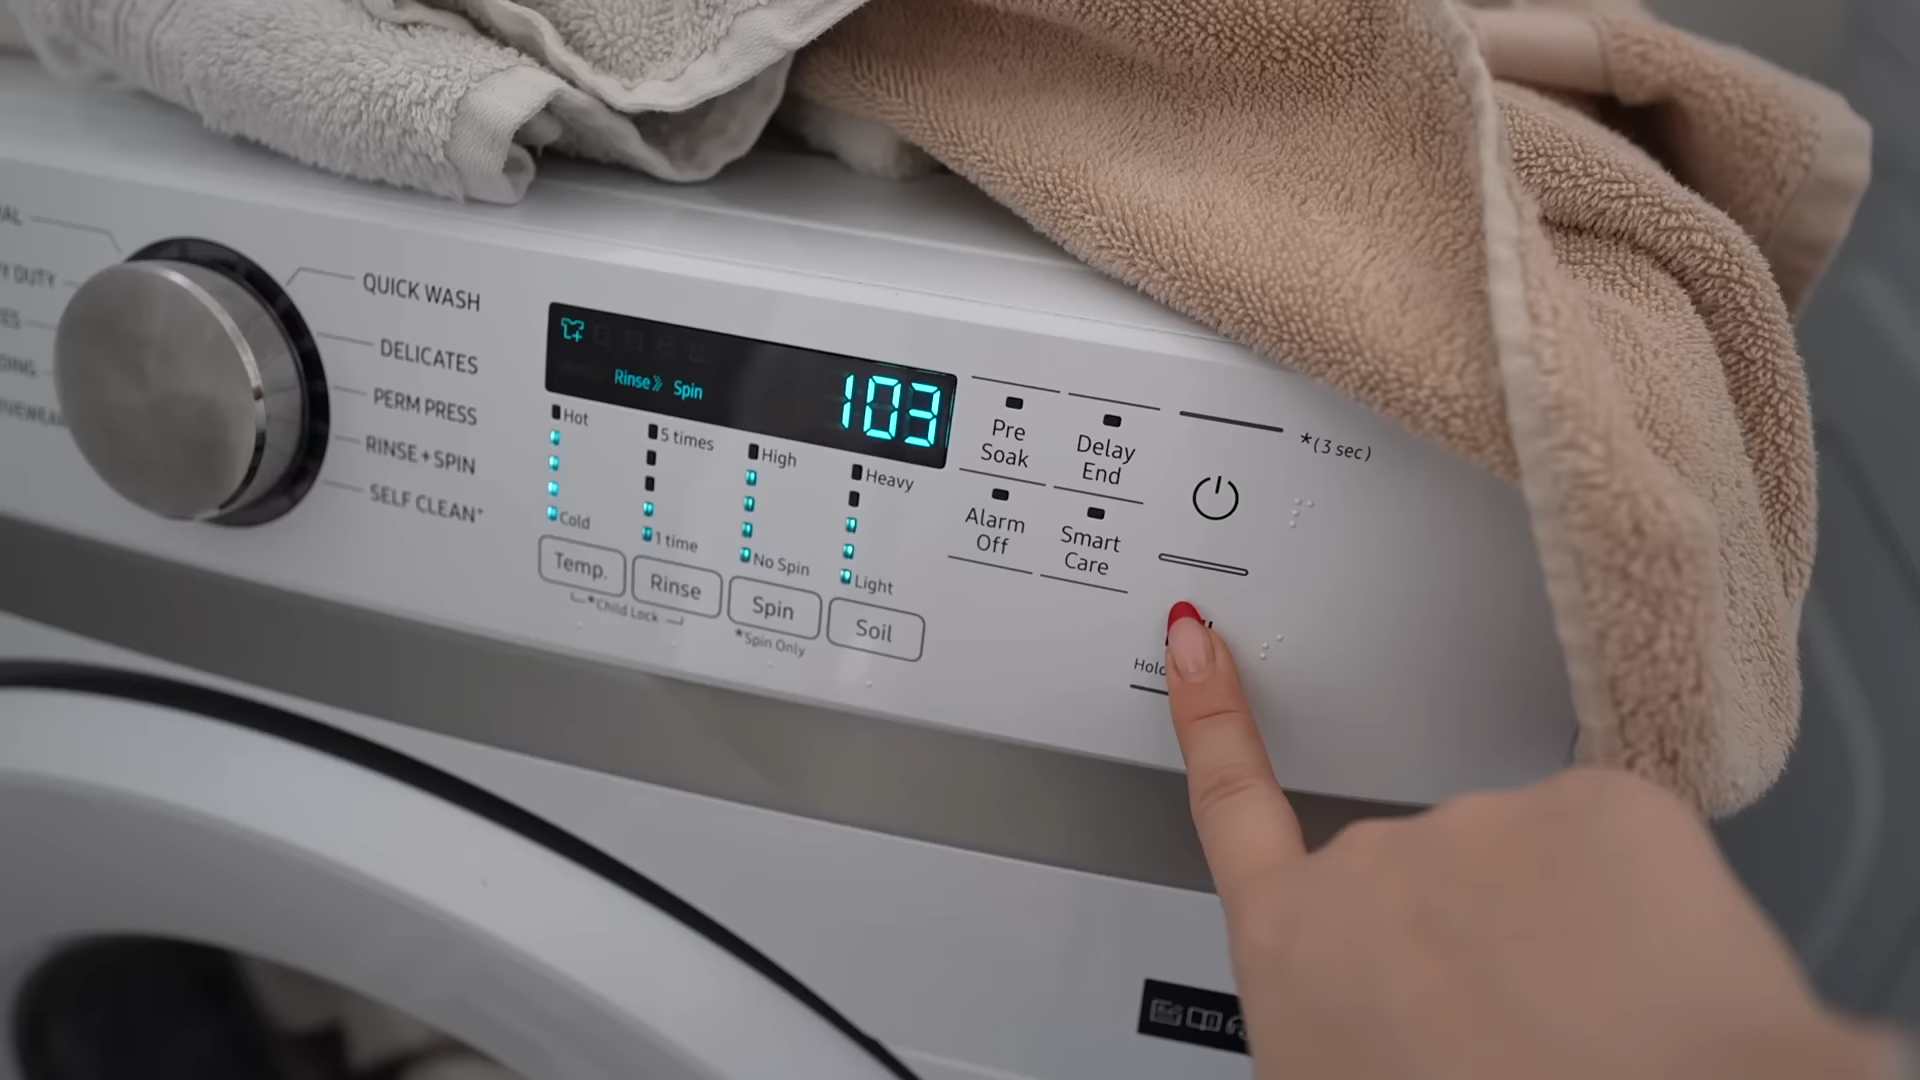 QUICK WASH
DELICATES
PERM PRESS
RINSE + SPIN
SELF CLEAN*
Rinse Spin
103
Hot
Cold
5 times
1 time
High
No Spin
Heavy
Light
Temp.
Rinse
Spin
Soil
*Child Lock
*Spin Only
Pre
Soak
Delay
End
Alarm
Off
Smart
Care
*(3 sec)
Hold